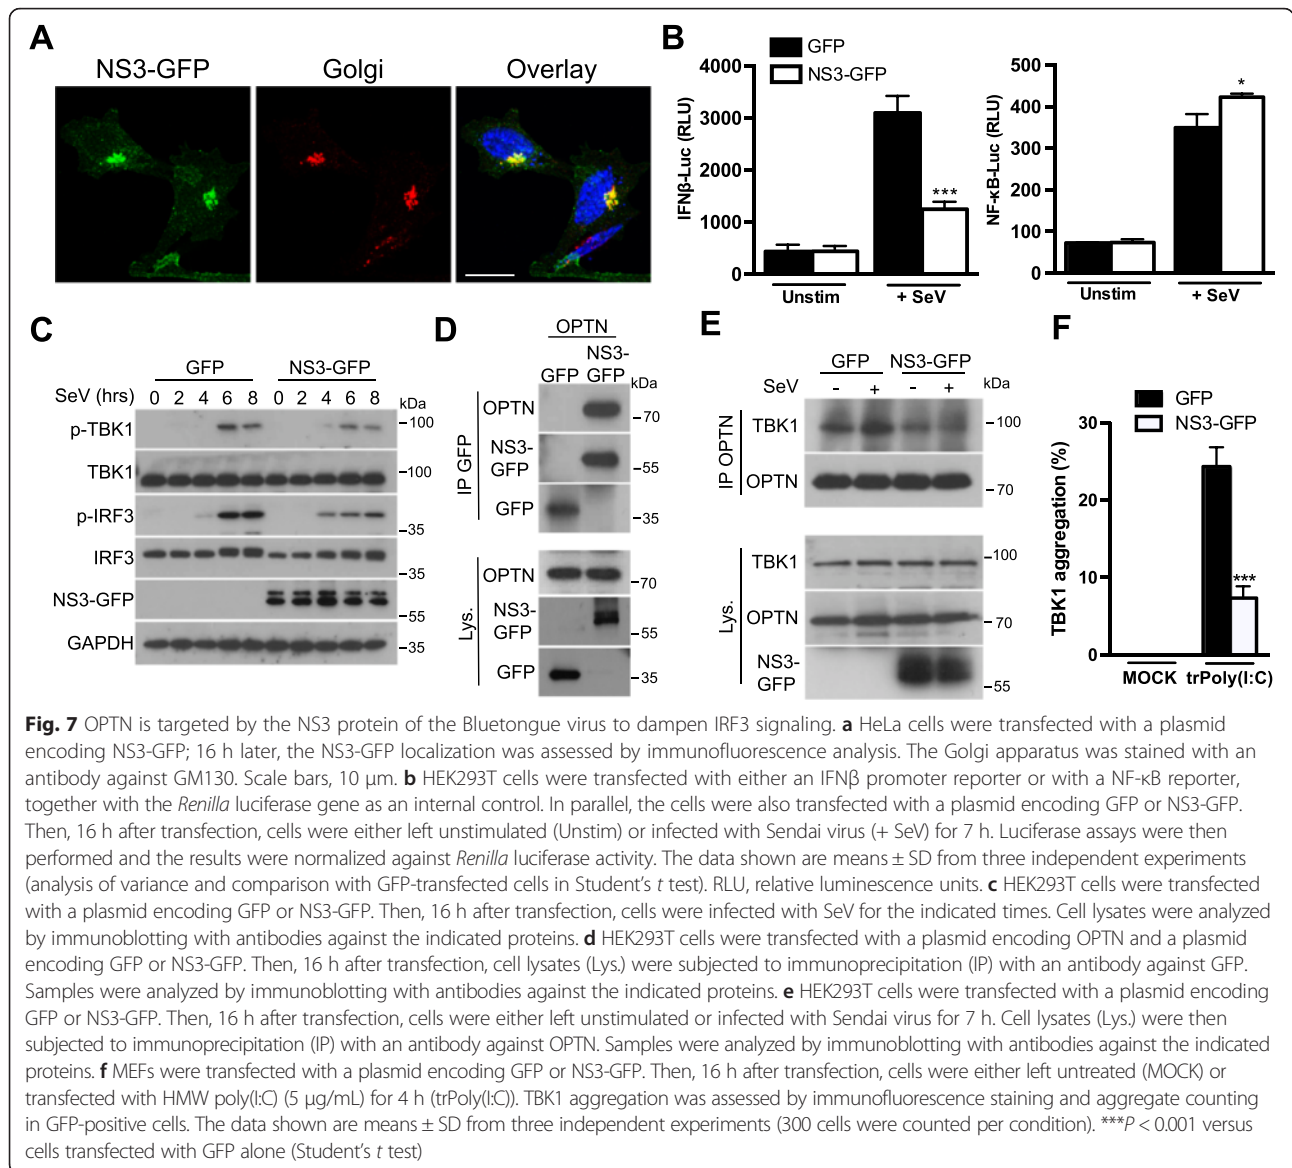 A
NS3-GFP Golgi Overlay
B
GFP
NS3-GFP
IFNβ-Luc (RLU)
4000
3000
2000
1000
0
***
Unstim + SeV
NF-κB-Luc (RLU)
500
400
300
200
100
0
*
Unstim + SeV
C
GFP NS3-GFP
SeV (hrs) 0 2 4 6 8 0 2 4 6 8 kDa
p-TBK1 –100
TBK1 –100
p-IRF3 –35
IRF3 –35
NS3-GFP –55
GAPDH –35
D
OPTN
GFP NS3-GFP
kDa
IP GFP
OPTN –70
NS3-GFP –55
GFP –35
Lys.
OPTN –70
NS3-GFP –55
GFP –35
E
GFP NS3-GFP
SeV - + - + kDa
IP OPTN
TBK1 –100
OPTN –70
Lys.
TBK1 –100
OPTN –70
NS3-GFP –55
F
GFP
NS3-GFP
TBK1 aggregation (%)
30
20
10
0
***
MOCK trPoly(I:C)
Fig. 7 OPTN is targeted by the NS3 protein of the Bluetongue virus to dampen IRF3 signaling. a HeLa cells were transfected with a plasmid
encoding NS3-GFP; 16 h later, the NS3-GFP localization was assessed by immunofluorescence analysis. The Golgi apparatus was stained with an
antibody against GM130. Scale bars, 10 μm. b HEK293T cells were transfected with either an IFNβ promoter reporter or with a NF-κB reporter,
together with the Renilla luciferase gene as an internal control. In parallel, the cells were also transfected with a plasmid encoding GFP or NS3-GFP.
Then, 16 h after transfection, cells were either left unstimulated (Unstim) or infected with Sendai virus (+ SeV) for 7 h. Luciferase assays were then
performed and the results were normalized against Renilla luciferase activity. The data shown are means ± SD from three independent experiments
(analysis of variance and comparison with GFP-transfected cells in Student's t test). RLU, relative luminescence units. c HEK293T cells were transfected
with a plasmid encoding GFP or NS3-GFP. Then, 16 h after transfection, cells were infected with SeV for the indicated times. Cell lysates were analyzed
by immunoblotting with antibodies against the indicated proteins. d HEK293T cells were transfected with a plasmid encoding OPTN and a plasmid
encoding GFP or NS3-GFP. Then, 16 h after transfection, cell lysates (Lys.) were subjected to immunoprecipitation (IP) with an antibody against GFP.
Samples were analyzed by immunoblotting with antibodies against the indicated proteins. e HEK293T cells were transfected with a plasmid encoding
GFP or NS3-GFP. Then, 16 h after transfection, cells were either left unstimulated or infected with Sendai virus for 7 h. Cell lysates (Lys.) were then
subjected to immunoprecipitation (IP) with an antibody against OPTN. Samples were analyzed by immunoblotting with antibodies against the indicated
proteins. f MEFs were transfected with a plasmid encoding GFP or NS3-GFP. Then, 16 h after transfection, cells were either left untreated (MOCK) or
transfected with HMW poly(I:C) (5 μg/mL) for 4 h (trPoly(I:C)). TBK1 aggregation was assessed by immunofluorescence staining and aggregate counting
in GFP-positive cells. The data shown are means ± SD from three independent experiments (300 cells were counted per condition). ***P < 0.001 versus
cells transfected with GFP alone (Student's t test)